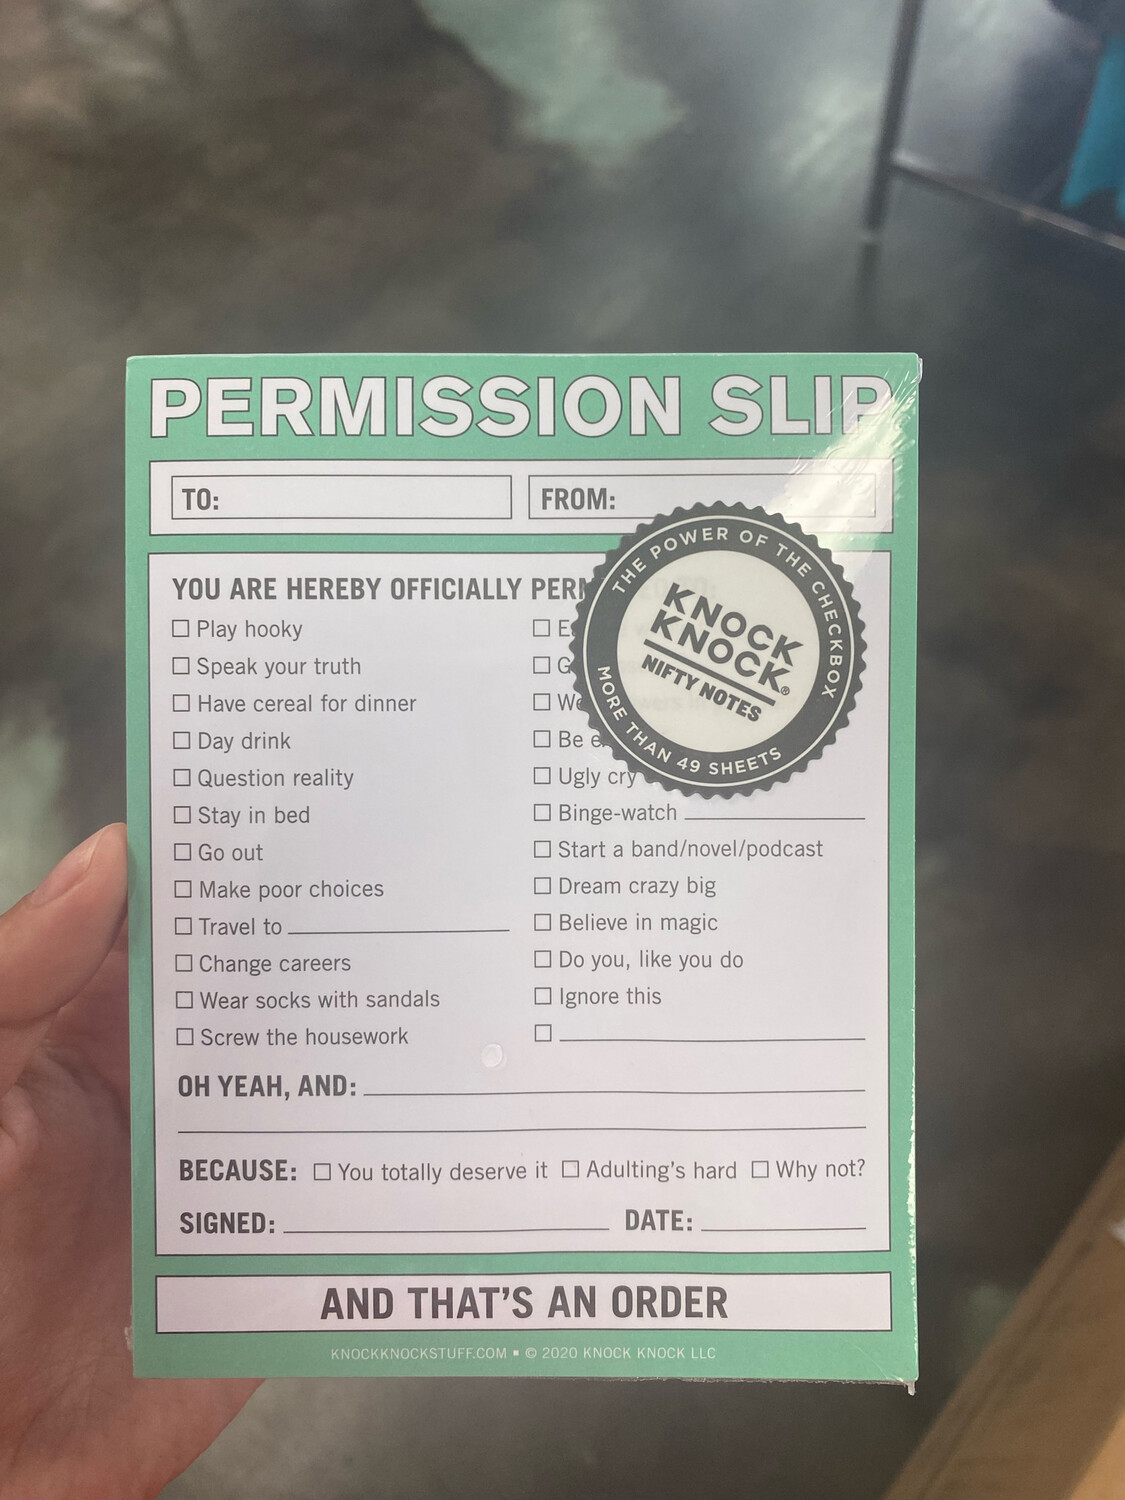 PERMISSION SLIP
TO:
FROM:
YOU ARE HEREBY OFFICIALLY
☐ Play hooky
☐ Speak your truth
☐ Have cereal for dinner
☐ Day drink
☐ Question reality
☐ Stay in bed
☐ Go out
☐ Make poor choices
☐ Travel to
☐ Change careers
☐ Wear socks with sandals
☐ Screw the housework
☐
☐
☐
☐ Be
☐ Ugly cry
☐ Binge-watch
☐ Start a band/novel/podcast
☐ Dream crazy big
☐ Believe in magic
☐ Do you, like you do
☐ Ignore this
☐
THE POWER OF THE CHECKBOX
KNOCK
KNOCK®
NIFTY NOTES
MORE THAN 49 SHEETS
OH YEAH, AND:
BECAUSE: ☐ You totally deserve it ☐ Adulting's hard ☐ Why not?
SIGNED: DATE:
AND THAT'S AN ORDER
KNOCKKNOCKSTUFF.COM ▪ © 2020 KNOCK KNOCK LLC